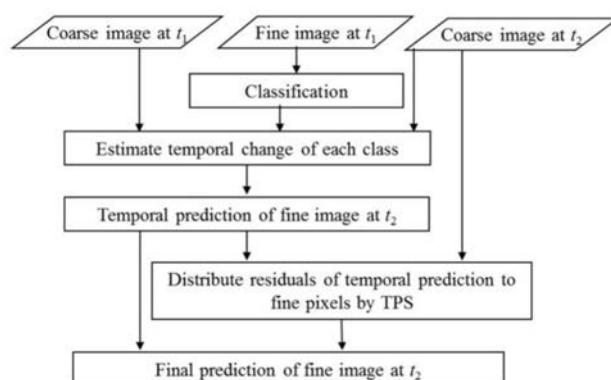 Coarse image at t₁
Fine image at t₁
Coarse image at t₂
Classification
Estimate temporal change of each class
Temporal prediction of fine image at t₂
Distribute residuals of temporal prediction to
fine pixels by TPS
Final prediction of fine image at t₂